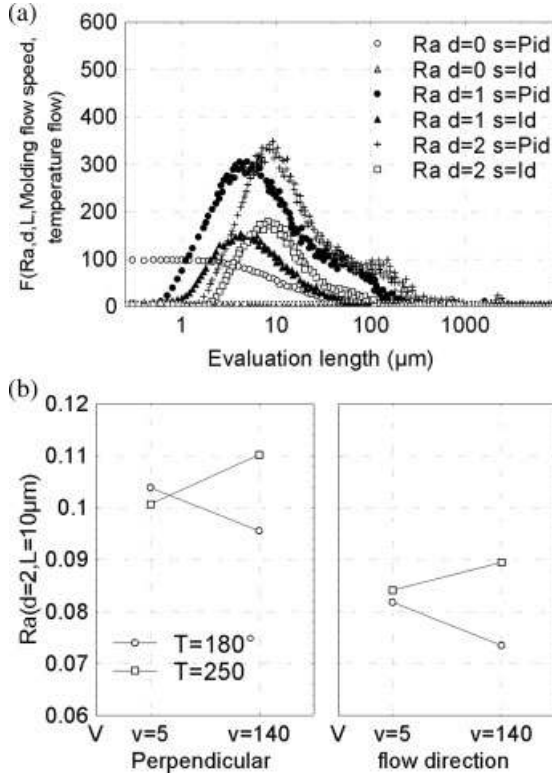 (a)
F(Ra,d,L,Molding flow speed,
temperature flow)
600
500
400
300
200
100
0
Ra d=0 s=Pid
Ra d=0 s=Id
Ra d=1 s=Pid
Ra d=1 s=Id
Ra d=2 s=Pid
Ra d=2 s=Id
1 10 100 1000
Evaluation length (µm)
(b)
Ra(d=2,L=10µm)
0.12
0.11
0.1
0.09
0.08
0.07
0.06
T=180°
T=250
V v=5 v=140 V v=5 v=140
Perpendicular flow direction